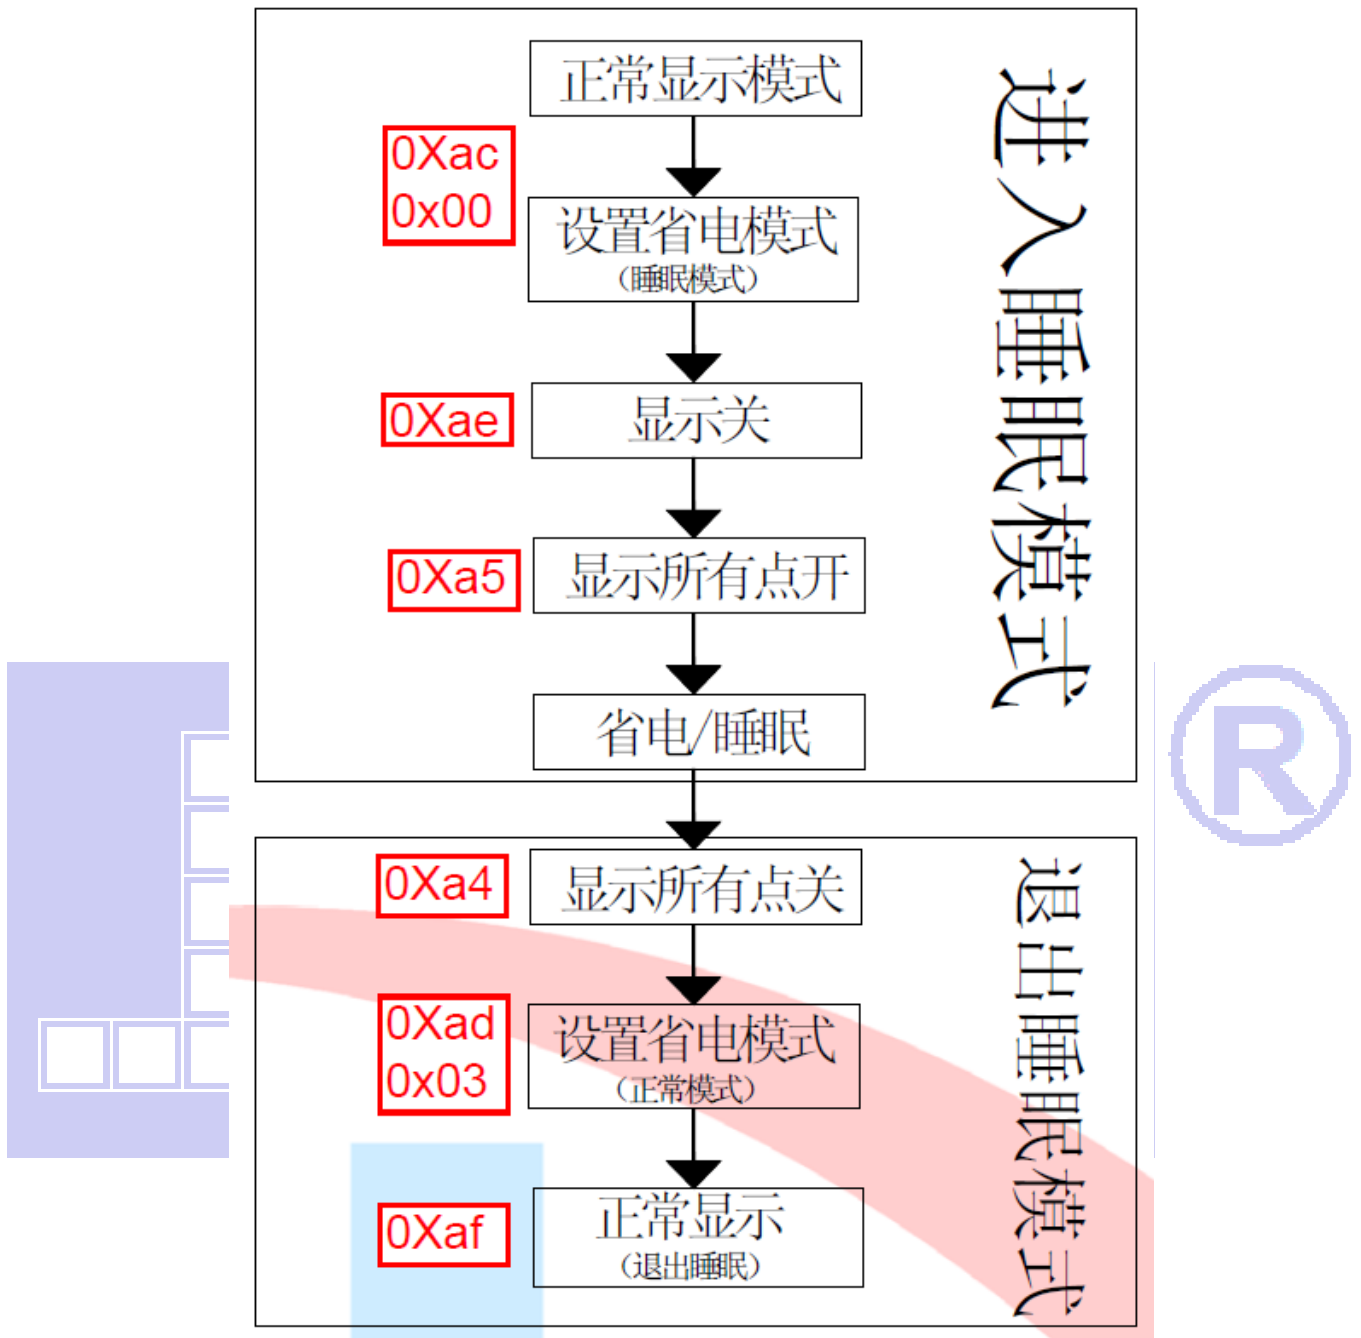 进入睡眠模式
正常显示模式
0Xac
0x00
设置省电模式
（睡眠模式）
0Xae
显示关
0Xa5
显示所有点开
省电/睡眠
退出睡眠模式
0Xa4
显示所有点关
0Xad
0x03
设置省电模式
（正常模式）
0Xaf
正常显示
（退出睡眠）
®